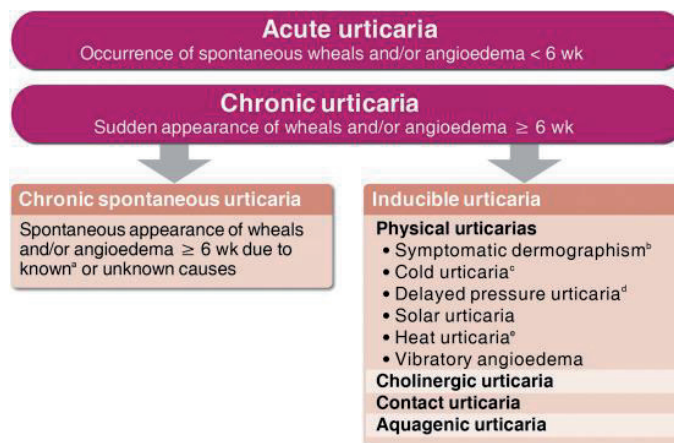 Acute urticaria
Occurrence of spontaneous wheals and/or angioedema < 6 wk
Chronic urticaria
Sudden appearance of wheals and/or angioedema ≥ 6 wk
Chronic spontaneous urticaria
Spontaneous appearance of wheals
and/or angioedema ≥ 6 wk due to
knownᵃ or unknown causes
Inducible urticaria
Physical urticarias
• Symptomatic dermographismᵇ
• Cold urticariaᶜ
• Delayed pressure urticariaᵈ
• Solar urticaria
• Heat urticariaᵉ
• Vibratory angioedema
Cholinergic urticaria
Contact urticaria
Aquagenic urticaria